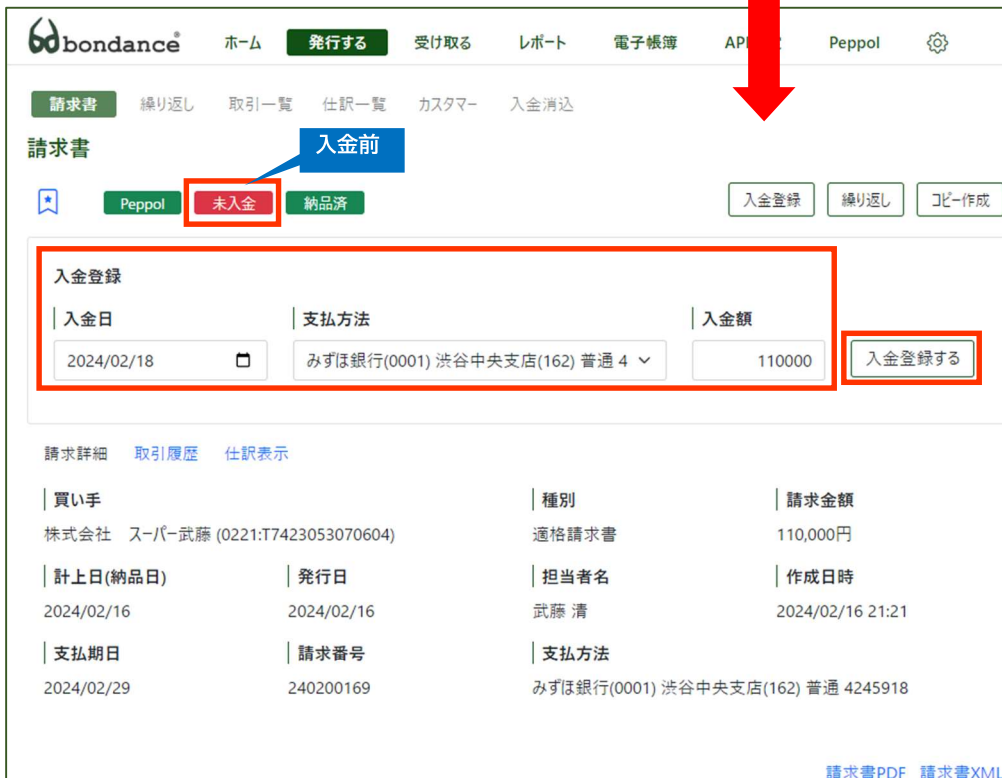 bondance ホーム 発行する 受け取る レポート 電子帳簿 API Peppol
請求書 繰り返し 取引一覧 仕訳一覧 カスタマー 入金消込
請求書
入金前
Peppol 未入金 納品済 入金登録 繰り返し コピー作成
入金登録
入金日 支払方法 入金額
2024/02/18 みずほ銀行(0001) 渋谷中央支店(162) 普通 4 110000 入金登録する
請求詳細 取引履歴 仕訳表示
買い手 種別 請求金額
株式会社 スーパー武藤 (0221:T7423053070604) 適格請求書 110,000円
計上日(納品日) 発行日 担当者名 作成日時
2024/02/16 2024/02/16 武藤 清 2024/02/16 21:21
支払期日 請求番号 支払方法
2024/02/29 240200169 みずほ銀行(0001) 渋谷中央支店(162) 普通 4245918
請求書PDF 請求書XML